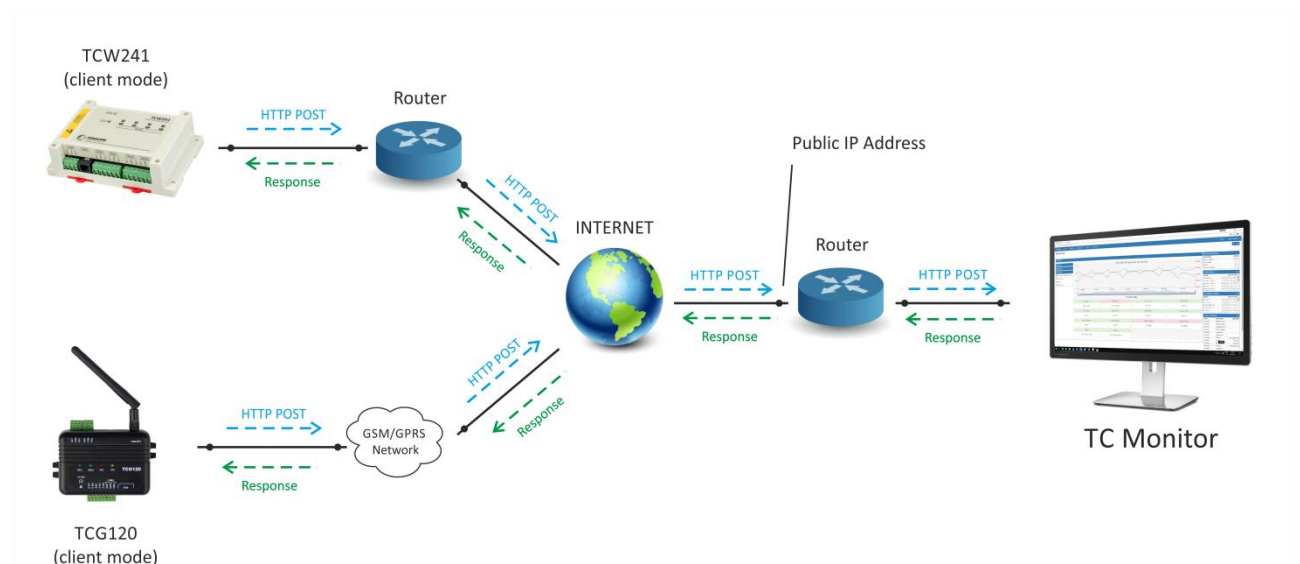 TCW241
(client mode)
HTTP POST
Response
Router
HTTP POST
Response
INTERNET
Public IP Address
HTTP POST
Response
Router
HTTP POST
Response
TC Monitor
HTTP POST
Response
GSM/GPRS
Network
HTTP POST
Response
TCG120
TCG120
(client mode)